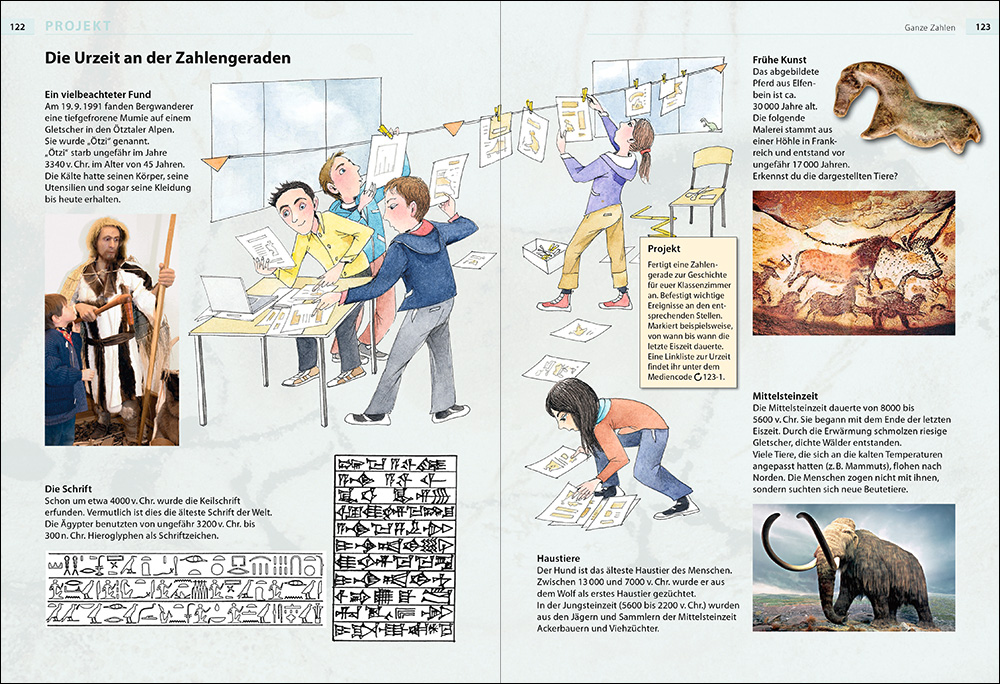 122 PROJEKT
Die Urzeit an der Zahlengeraden
Ein vielbeachteter Fund
Am 19. 9. 1991 fanden Bergwanderer
eine tiefgefrorene Mumie auf einem
Gletscher in den Ötztaler Alpen.
Sie wurde „Ötzi“ genannt.
„Ötzi“ starb ungefähr im Jahre
3340 v. Chr. im Alter von 45 Jahren.
Die Kälte hatte seinen Körper, seine
Utensilien und sogar seine Kleidung
bis heute erhalten.
Die Schrift
Schon um etwa 4000 v. Chr. wurde die Keilschrift
erfunden. Vermutlich ist dies die älteste Schrift der Welt.
Die Ägypter benutzten von ungefähr 3200 v. Chr. bis
300 n. Chr. Hieroglyphen als Schriftzeichen.
Ganze Zahlen 123
Projekt
Fertigt eine Zahlen-
gerade zur Geschichte
für euer Klassenzimmer
an. Befestigt wichtige
Ereignisse an den ent-
sprechenden Stellen.
Markiert beispielsweise,
von wann bis wann die
letzte Eiszeit dauerte.
Eine Linkliste zur Urzeit
findet ihr unter dem
Mediencode 123-1.
Haustiere
Der Hund ist das älteste Haustier des Menschen.
Zwischen 13 000 und 7000 v. Chr. wurde er aus
dem Wolf als erstes Haustier gezüchtet.
In der Jungsteinzeit (5600 bis 2200 v. Chr.) wurden
aus den Jägern und Sammlern der Mittelsteinzeit
Ackerbauern und Viehzüchter.
Frühe Kunst
Das abgebildete
Pferd aus Elfen-
bein ist ca.
30 000 Jahre alt.
Die folgende
Malerei stammt aus
einer Höhle in Frank-
reich und entstand vor
ungefähr 17 000 Jahren.
Erkennst du die dargestellten Tiere?
Mittelsteinzeit
Die Mittelsteinzeit dauerte von 8000 bis
5600 v. Chr. Sie begann mit dem Ende der letzten
Eiszeit. Durch die Erwärmung schmolzen riesige
Gletscher, dichte Wälder entstanden.
Viele Tiere, die sich an die kalten Temperaturen
angepasst hatten (z. B. Mammuts), flohen nach
Norden. Die Menschen zogen nicht mit ihnen,
sondern suchten sich neue Beutetiere.